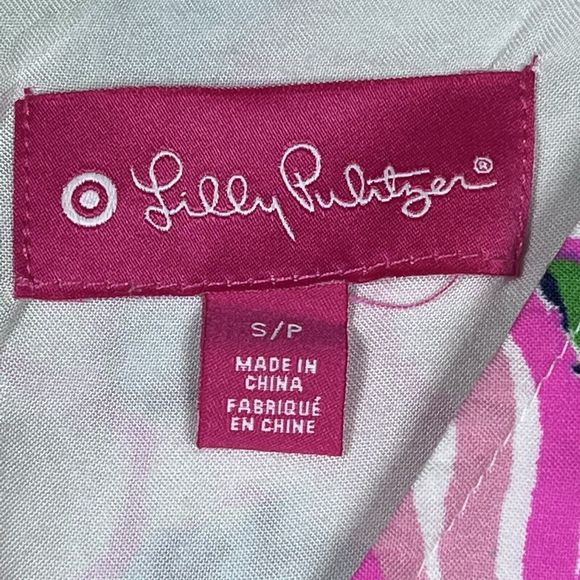 Lilly Pulitzer®
S/P
MADE IN
CHINA
FABRIQUÉ
EN CHINE